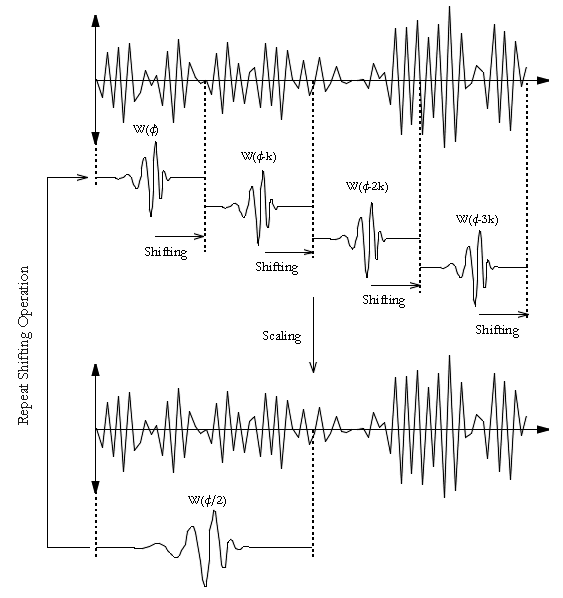 W(¢)
W(¢-k)
W(¢-2k)
W(¢-3k)
Shifting
Shifting
Shifting
Shifting
Scaling
Repeat Shifting Operation
W(¢/2)